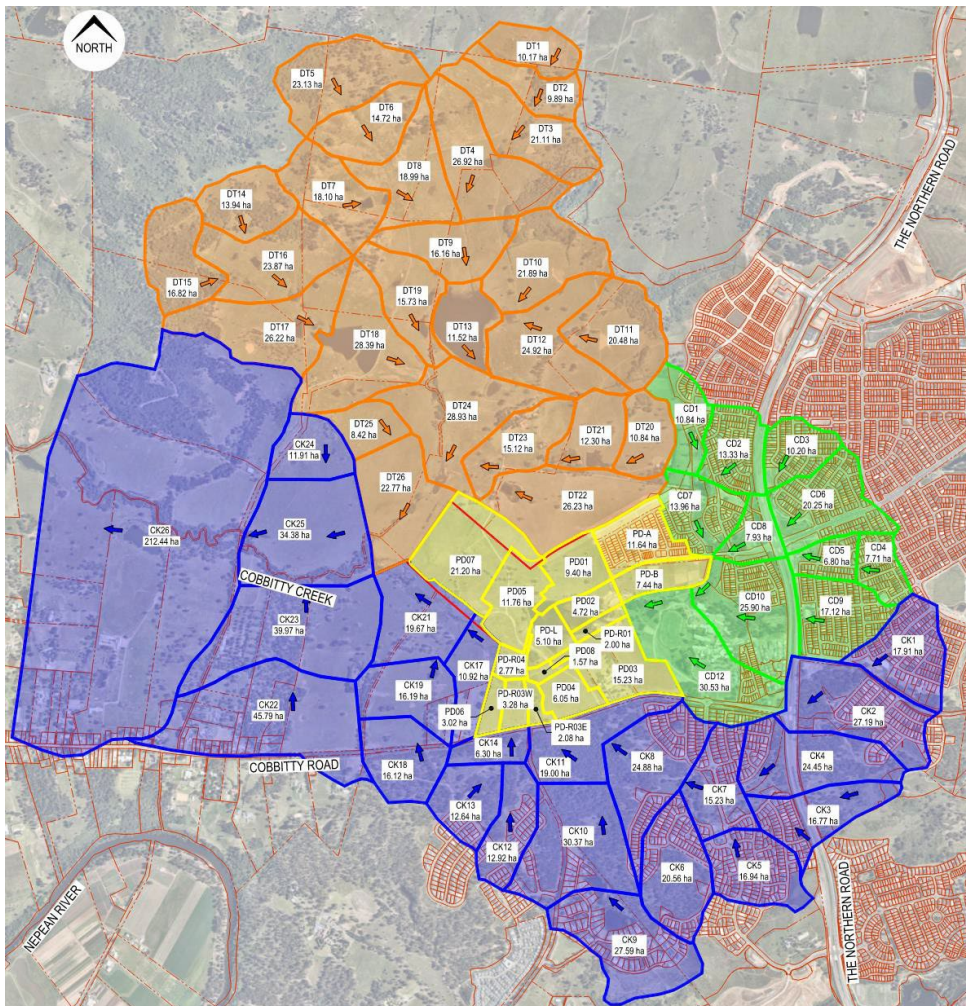 NORTH
DT1
10.17 ha
DT5
23.13 ha
DT2
9.89 ha
DT6
14.72 ha
DT3
21.11 ha
DT4
26.92 ha
DT8
18.99 ha
DT7
18.10 ha
DT14
13.94 ha
THE NORTHERN ROAD
DT9
16.16 ha
DT16
23.87 ha
DT10
21.89 ha
DT15
16.82 ha
DT19
15.73 ha
DT17
26.22 ha
DT18
28.39 ha
DT13
11.52 ha
DT12
24.92 ha
DT11
20.48 ha
DT24
28.93 ha
CD1
10.84 ha
DT25
8.42 ha
DT23
15.12 ha
DT21
12.30 ha
DT20
10.84 ha
CD2
13.33 ha
CD3
10.20 ha
CK24
11.91 ha
DT26
22.77 ha
DT22
26.23 ha
CD7
13.96 ha
CD6
20.25 ha
CK26
212.44 ha
CK25
34.38 ha
PD-A
11.64 ha
CD8
7.93 ha
CD5
6.80 ha
CD4
7.71 ha
PD07
21.20 ha
PD01
9.40 ha
PD-B
7.44 ha
COBBITTY CREEK
PD05
11.76 ha
CD10
25.90 ha
CD9
17.12 ha
PD02
4.72 ha
CK23
39.97 ha
CK21
19.67 ha
PD-L
5.10 ha
PD-R01
2.00 ha
CK1
17.91 ha
PD08
1.57 ha
PD-R04
2.77 ha
CK17
10.92 ha
PD03
15.23 ha
CD12
30.53 ha
CK19
16.19 ha
PD-R03W
3.28 ha
PD04
6.05 ha
CK22
45.79 ha
PD06
3.02 ha
CK2
27.19 ha
PD-R03E
2.08 ha
CK14
6.30 ha
CK11
19.00 ha
CK8
24.88 ha
CK4
24.45 ha
COBBITTY ROAD
CK18
16.12 ha
CK7
15.23 ha
CK3
16.77 ha
CK13
12.64 ha
CK10
30.37 ha
CK12
12.92 ha
CK6
20.56 ha
CK5
16.94 ha
NEPEAN RIVER
CK9
27.59 ha
THE NORTHERN ROAD